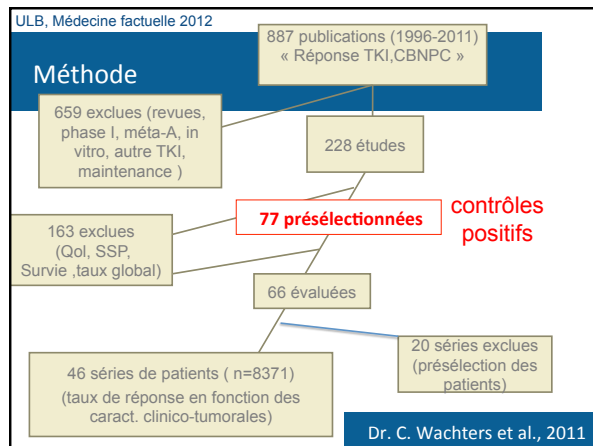 ULB, Médecine factuelle 2012
887 publications (1996-2011)
« Réponse TKI,CBNPC »
Méthode
659 exclues (revues,
phase I, méta-A, in
vitro, autre TKI,
maintenance )
228 études
77 présélectionnées
contrôles
positifs
163 exclues
(Qol, SSP,
Survie ,taux global)
66 évaluées
20 séries exclues
(présélection des
patients)
46 séries de patients ( n=8371)
(taux de réponse en fonction des
caract. clinico-tumorales)
Dr. C. Wachters et al., 2011